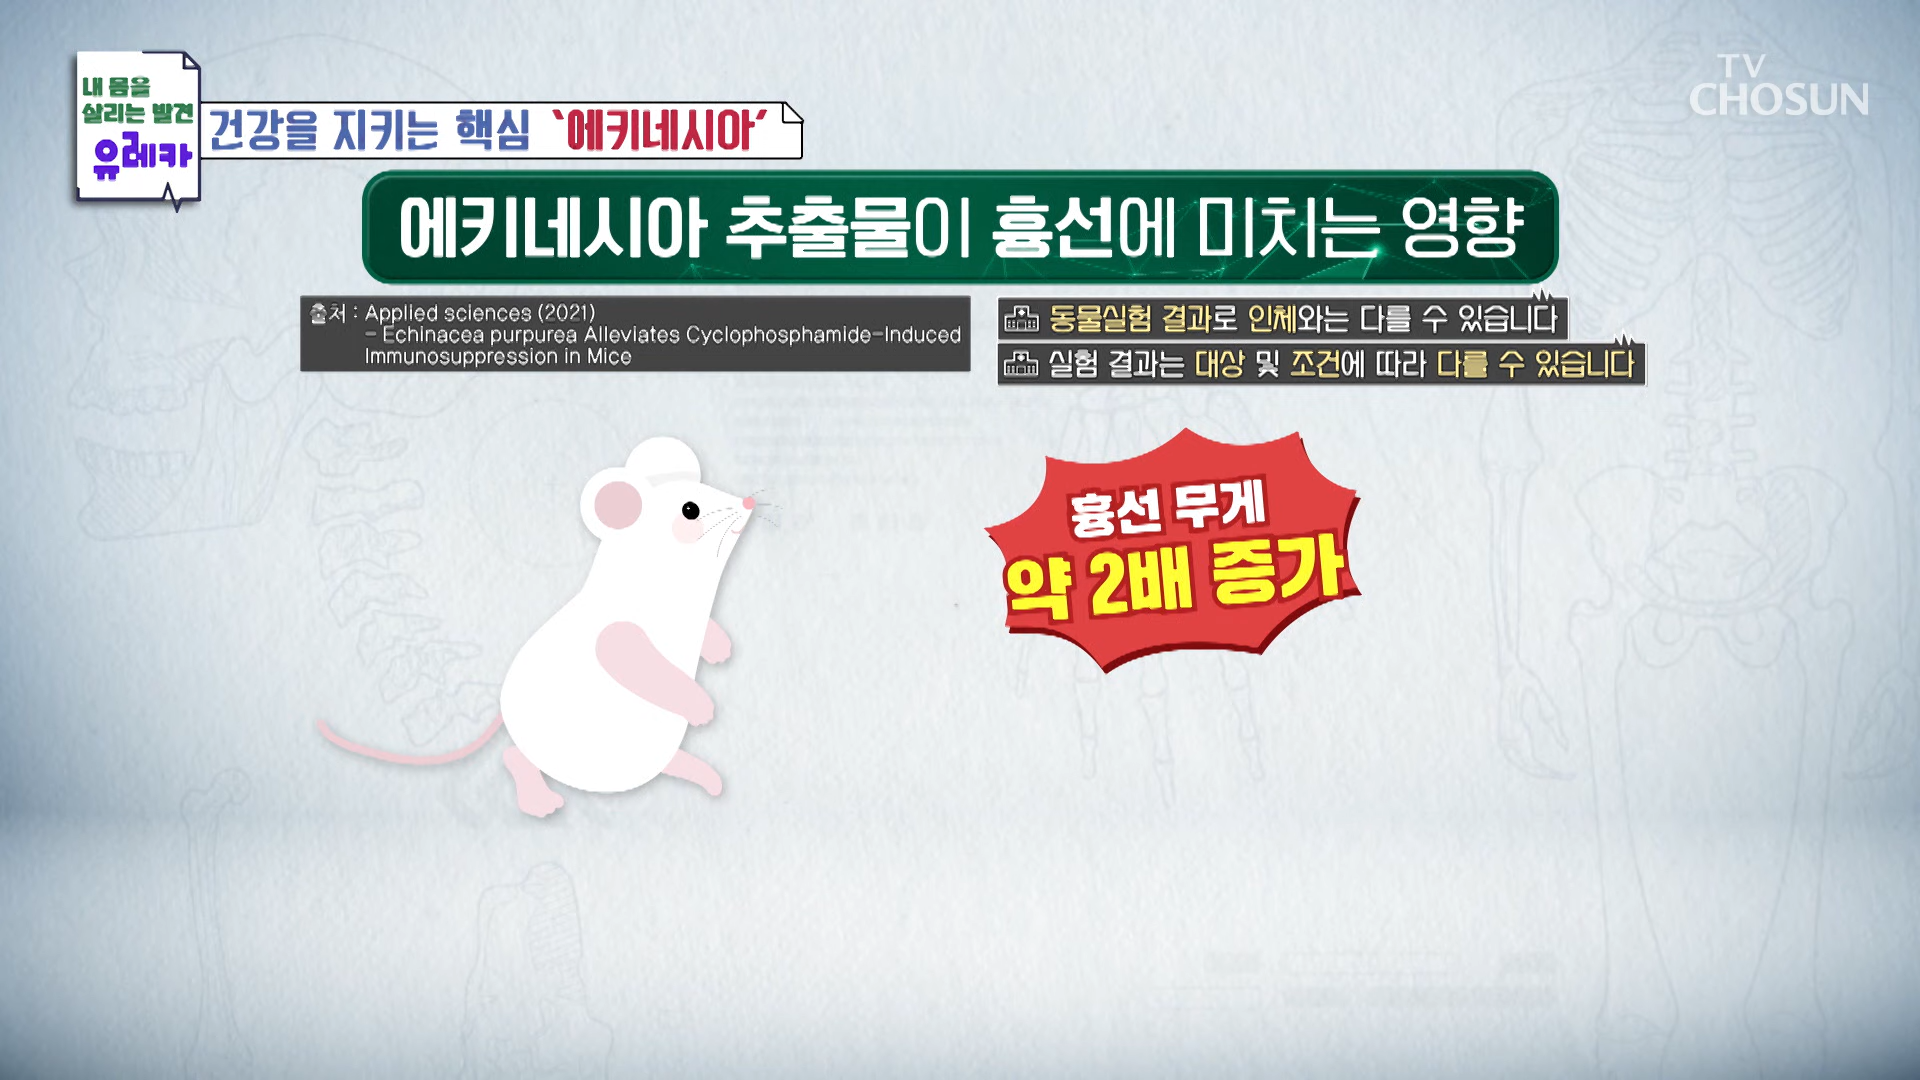 내 몸을
살리는 발견
유레카
건강을 지키는 핵심 '에키네시아'
TV
CHOSUN
에키네시아 추출물이 흉선에 미치는 영향
출처 : Applied sciences (2021)
- Echinacea purpurea Alleviates Cyclophosphamide-Induced
Immunosuppression in Mice
동물실험 결과로 인체와는 다를 수 있습니다
실험 결과는 대상 및 조건에 따라 다를 수 있습니다
흉선 무게
약 2배 증가